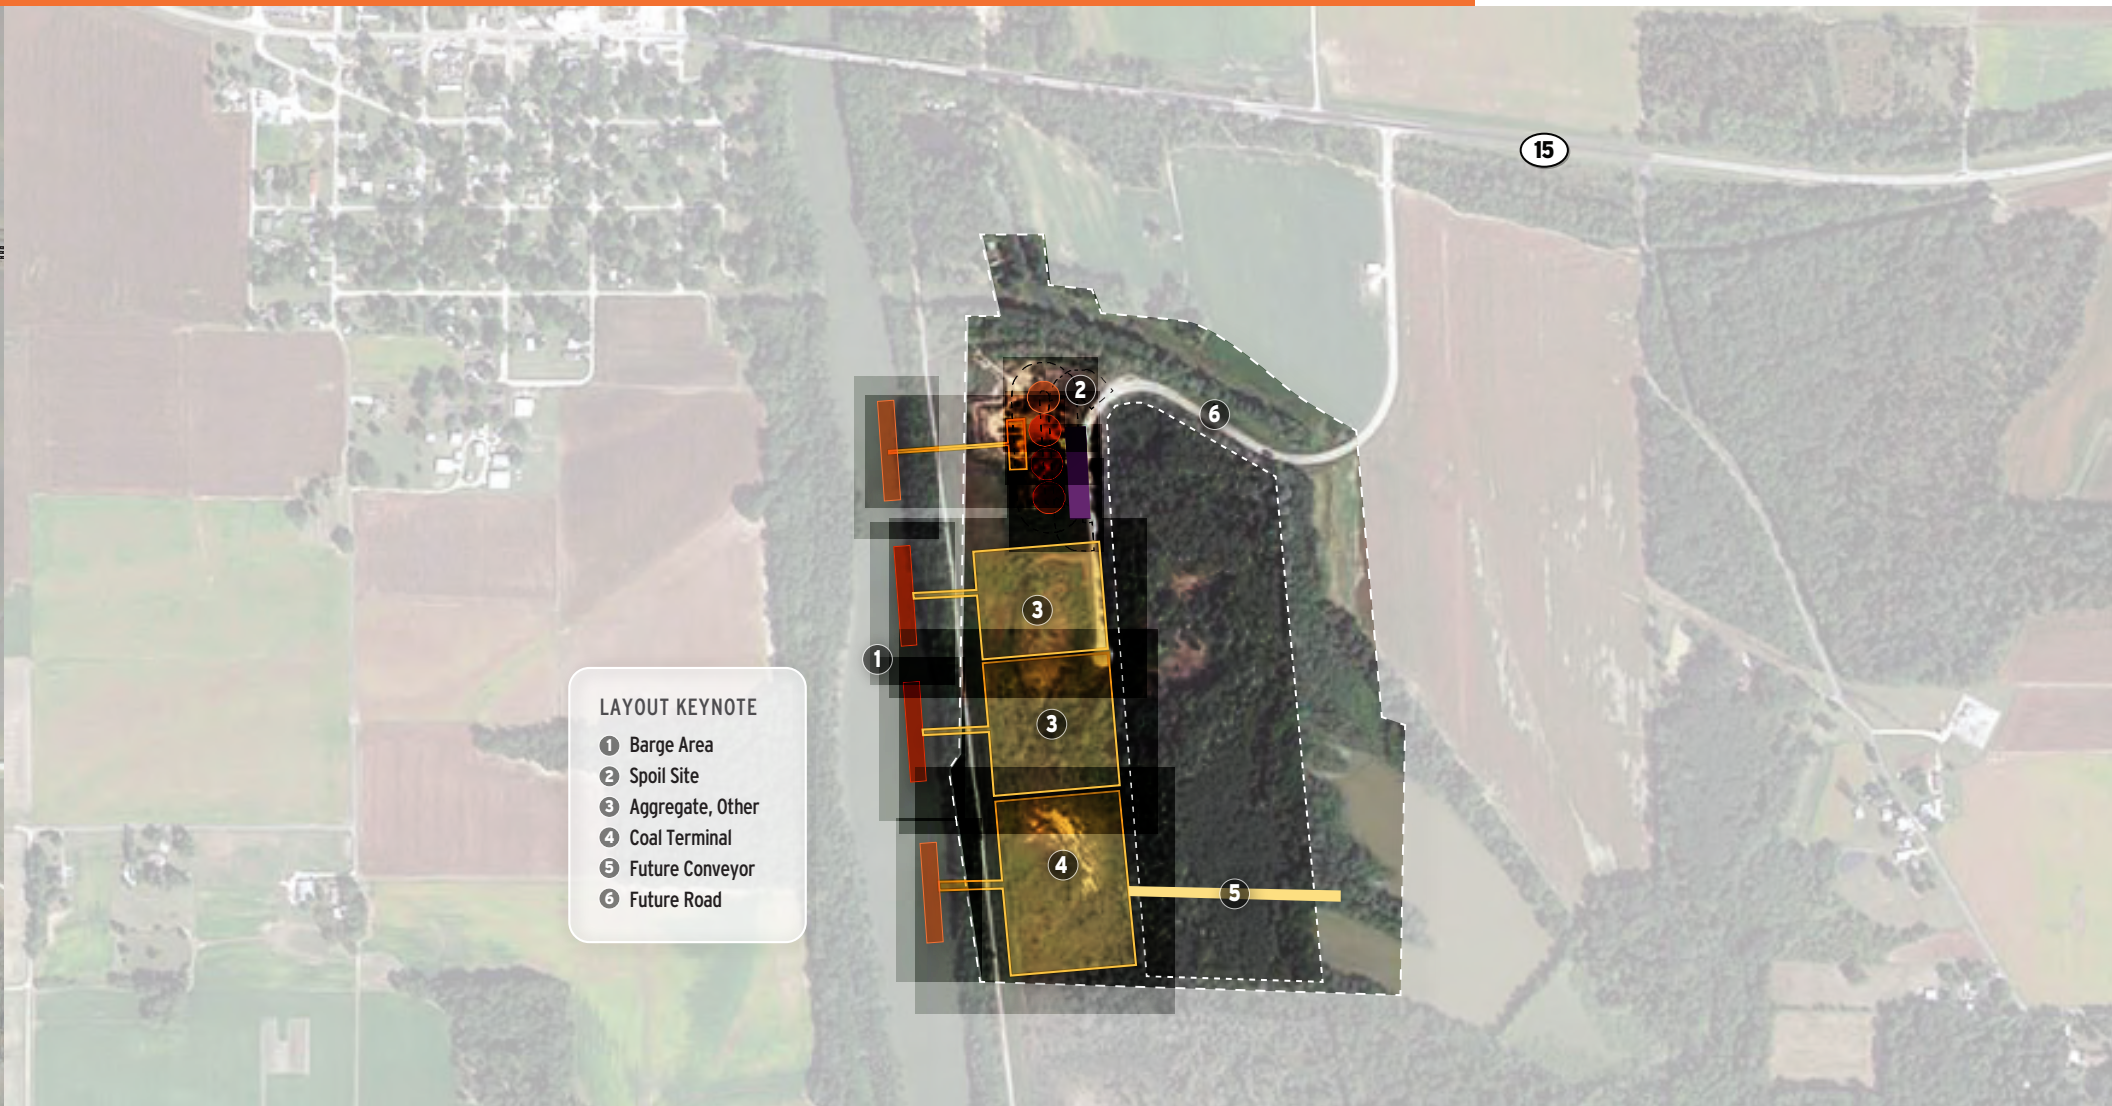 15
2
6
3
1
3
4
5
LAYOUT KEYNOTE
1 Barge Area
2 Spoil Site
3 Aggregate, Other
4 Coal Terminal
5 Future Conveyor
6 Future Road